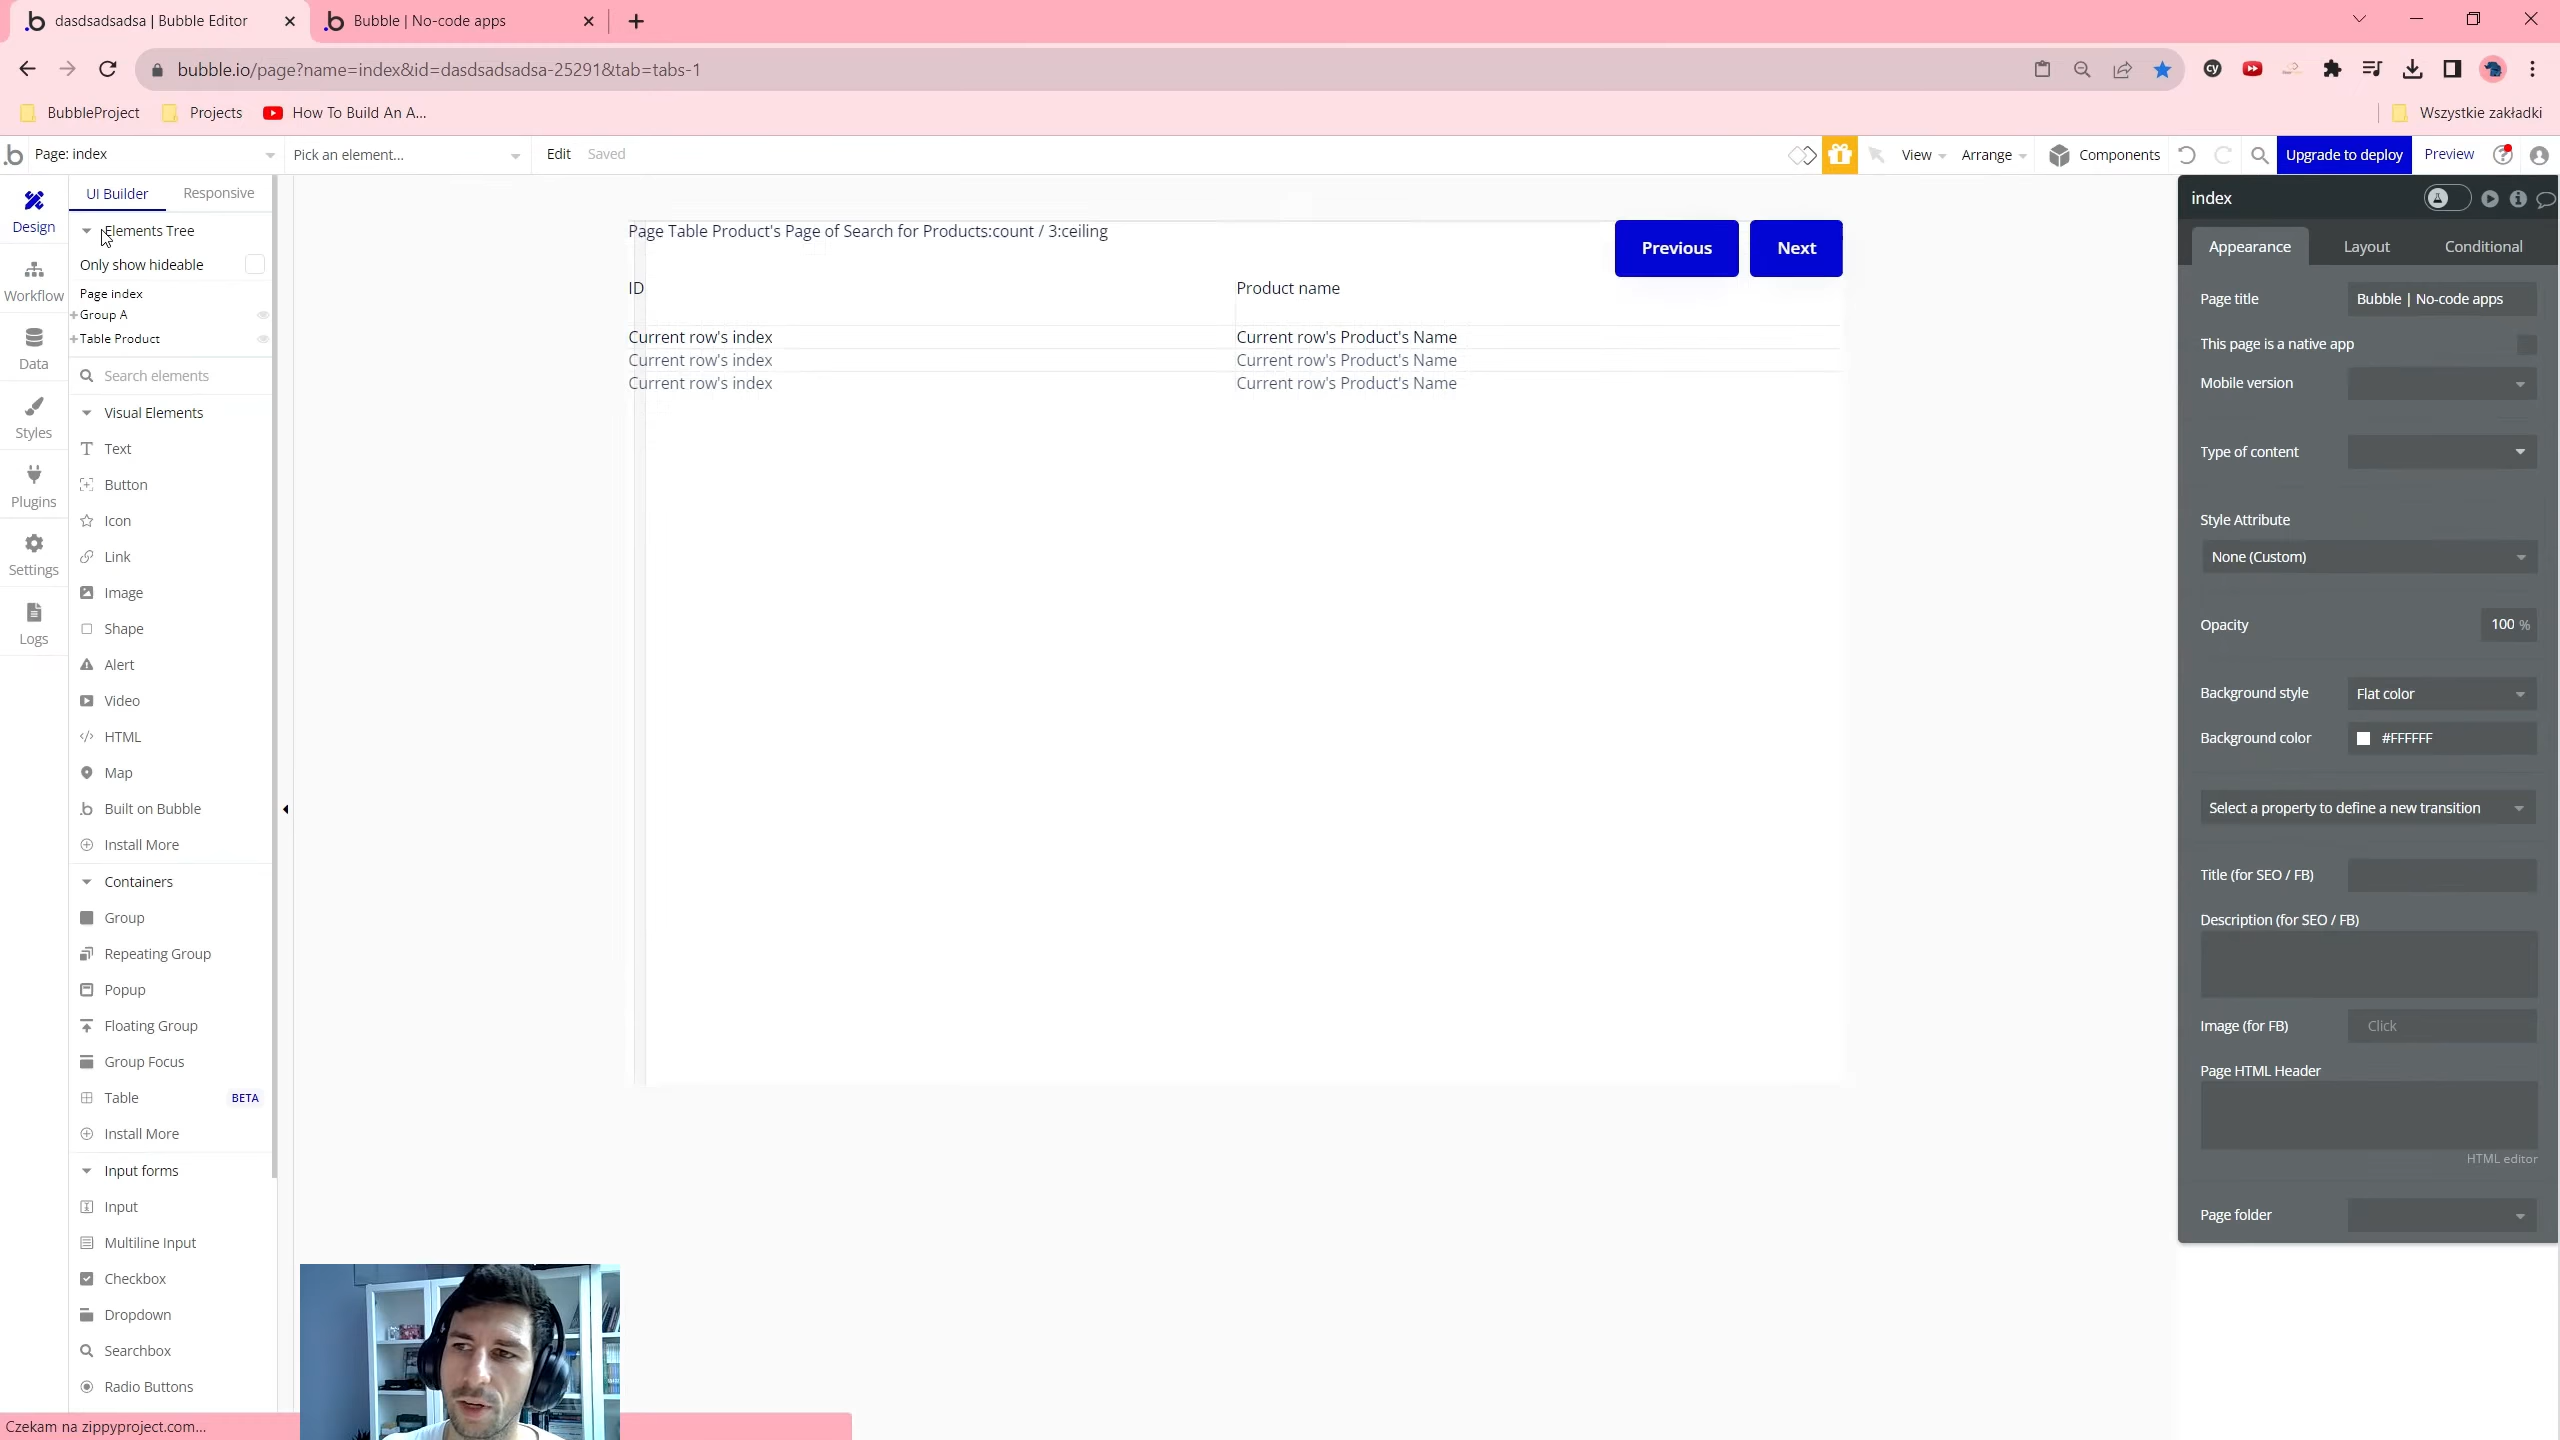 dasdsadsadsa | Bubble Editor
Bubble | No-code apps
bubble.io/page?name=index&id=dasdsadsadsa-25291&tab=tabs-1
BubbleProject
Projects
How To Build An A...
Wszystkie zakładki
Page: index
Pick an element...
Edit
Saved
View
Arrange
Components
Upgrade to deploy
Preview
Design
Workflow
Data
Styles
Plugins
Settings
Logs
UI Builder
Responsive
Elements Tree
Only show hideable
Page index
Group A
Table Product
Search elements
Visual Elements
Text
Button
Icon
Link
Image
Shape
Alert
Video
HTML
Map
Built on Bubble
Install More
Containers
Group
Repeating Group
Popup
Floating Group
Group Focus
Table BETA
Install More
Input forms
Input
Multiline Input
Checkbox
Dropdown
Searchbox
Radio Buttons
Page Table Product's Page of Search for Products:count / 3:ceiling
Previous
Next
ID
Product name
Current row's index
Current row's Product's Name
Current row's index
Current row's Product's Name
Current row's index
Current row's Product's Name
index
Appearance
Layout
Conditional
Page title
Bubble | No-code apps
This page is a native app
Mobile version
Type of content
Style Attribute
None (Custom)
Opacity
100 %
Background style
Flat color
Background color
#FFFFFF
Select a property to define a new transition
Title (for SEO / FB)
Description (for SEO / FB)
Image (for FB)
Click
Page HTML Header
HTML editor
Page folder
Czekam na zippyproject.com...